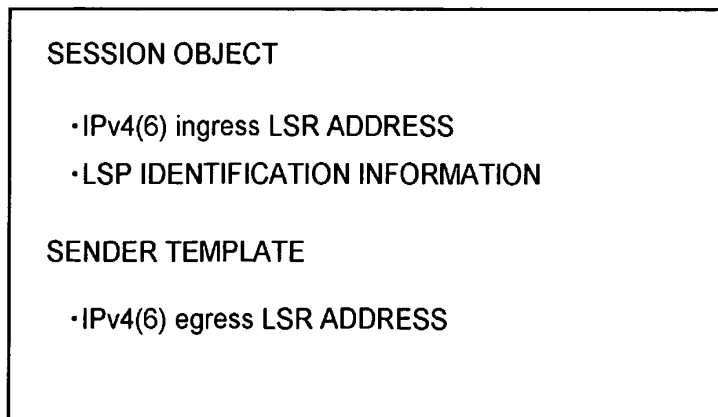 SESSION OBJECT
・IPv4(6) ingress LSR ADDRESS
・LSP IDENTIFICATION INFORMATION
SENDER TEMPLATE
・IPv4(6) egress LSR ADDRESS